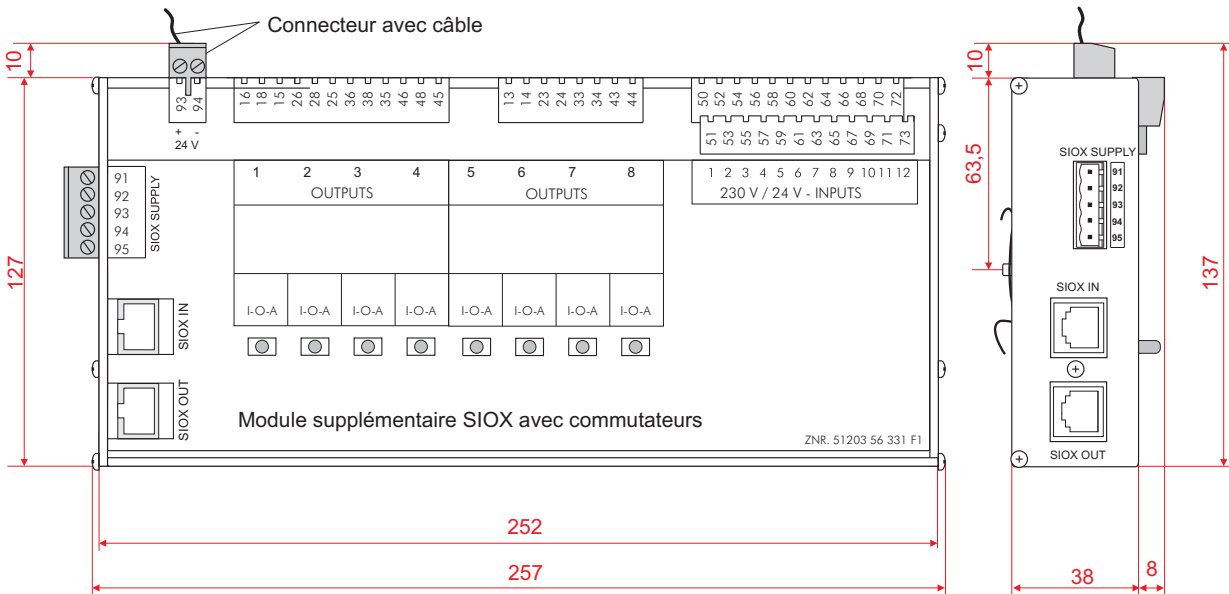 Connecteur avec câble
10
93 94
+ -
24 V
16 18 15 26 28 25 36 38 35 46 48 45
13 14 23 24 33 34 43 44
50 52 54 56 58 60 62 64 66 68 70 72
51 53 55 57 59 61 63 65 67 69 71 73
1 2 3 4
OUTPUTS
5 6 7 8
OUTPUTS
1 2 3 4 5 6 7 8 9 10 11 12
230 V / 24 V - INPUTS
91
92
93
94
95
SIOX SUPPLY
127
I-O-A I-O-A I-O-A I-O-A I-O-A I-O-A I-O-A I-O-A
SIOX IN
SIOX OUT
Module supplémentaire SIOX avec commutateurs
ZNR. 51203 56 331 F1
252
257
10
63,5
SIOX SUPPLY
91
92
93
94
95
137
SIOX IN
SIOX OUT
38
8